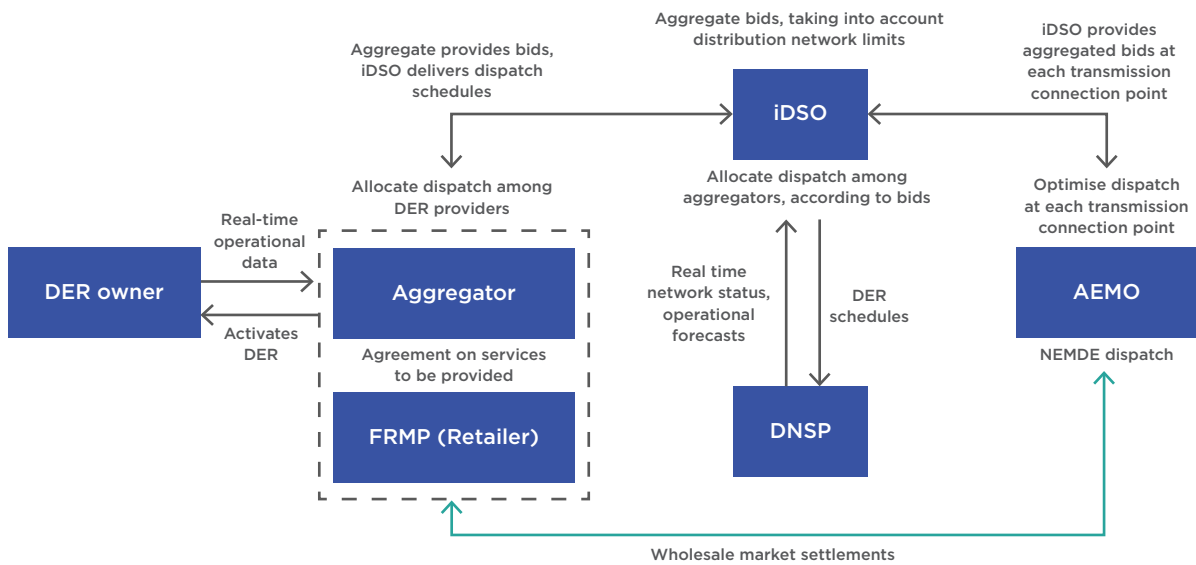 Aggregate bids, taking into account
distribution network limits
iDSO provides
aggregated bids at
each transmission
connection point
Aggregate provides bids,
iDSO delivers dispatch
schedules
iDSO
Allocate dispatch among
DER providers
Allocate dispatch among
aggregators, according to bids
Optimise dispatch
at each transmission
connection point
Real-time
operational
data
DER owner
Activates
DER
Aggregator
Agreement on services
to be provided
FRMP (Retailer)
Real time
network status,
operational
forecasts
DER
schedules
DNSP
AEMO
NEMDE dispatch
Wholesale market settlements